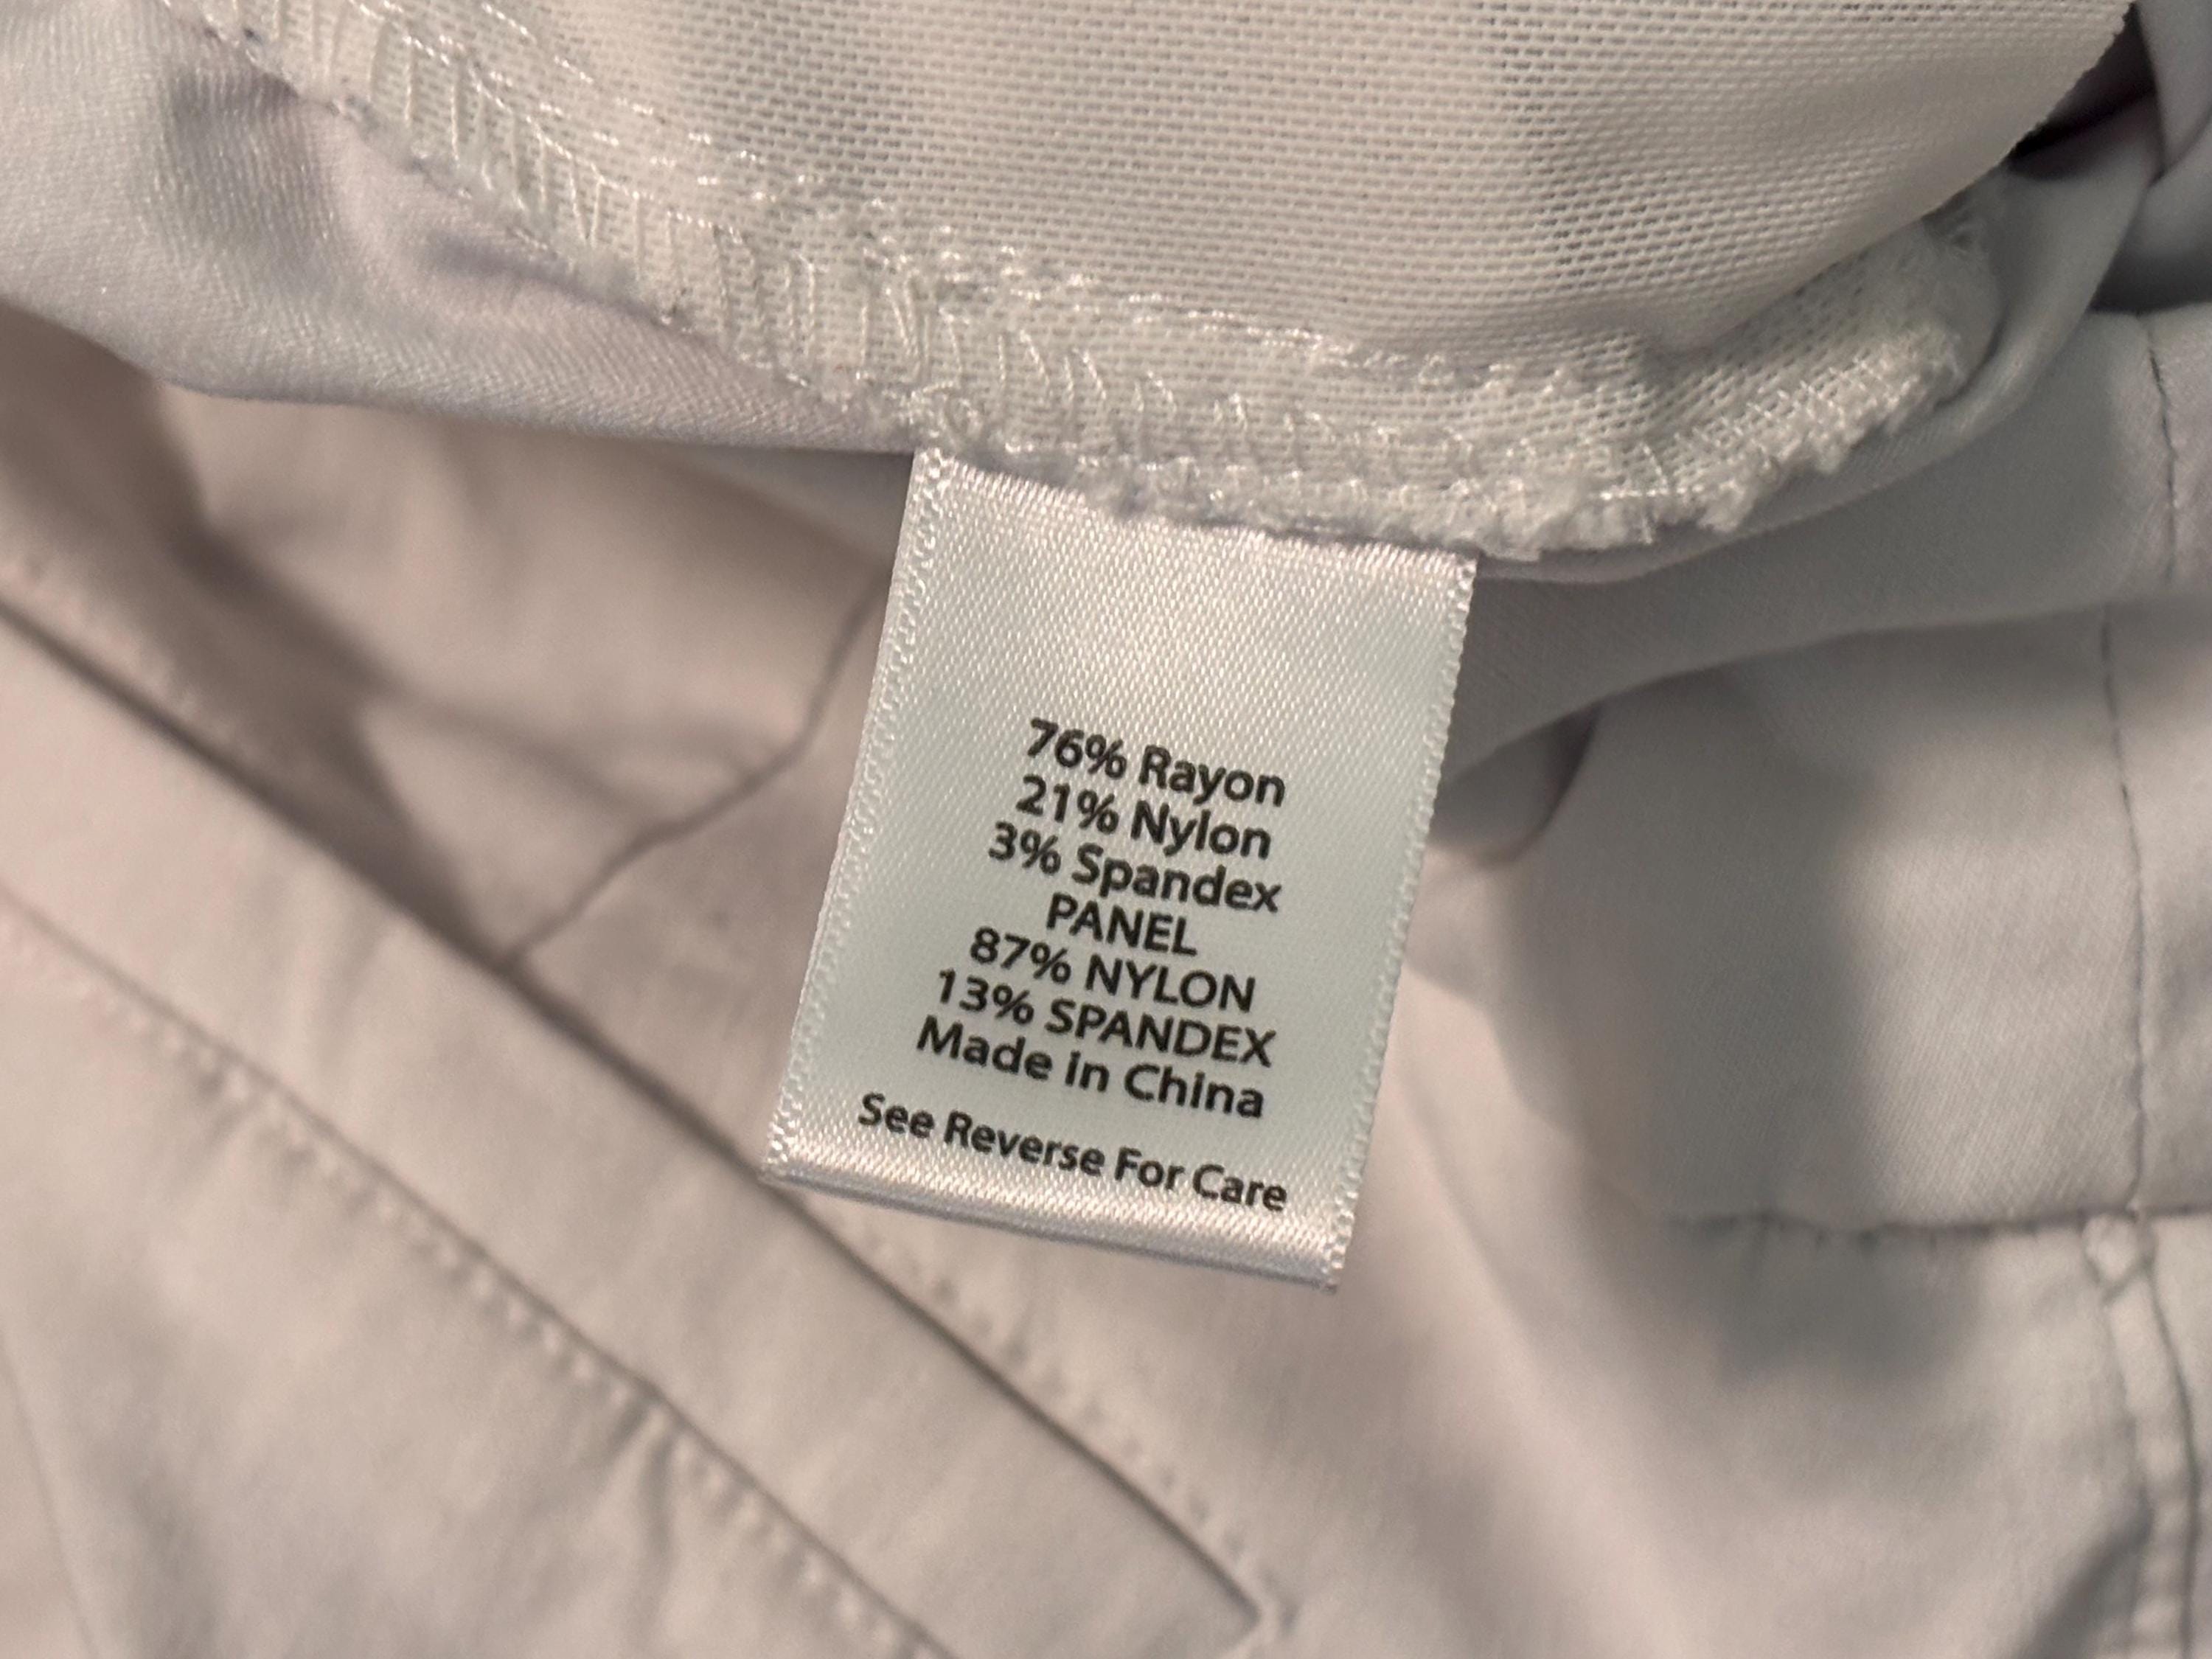 76% Rayon
21% Nylon
3% Spandex
PANEL
87% NYLON
13% SPANDEX
Made in China
See Reverse For Care